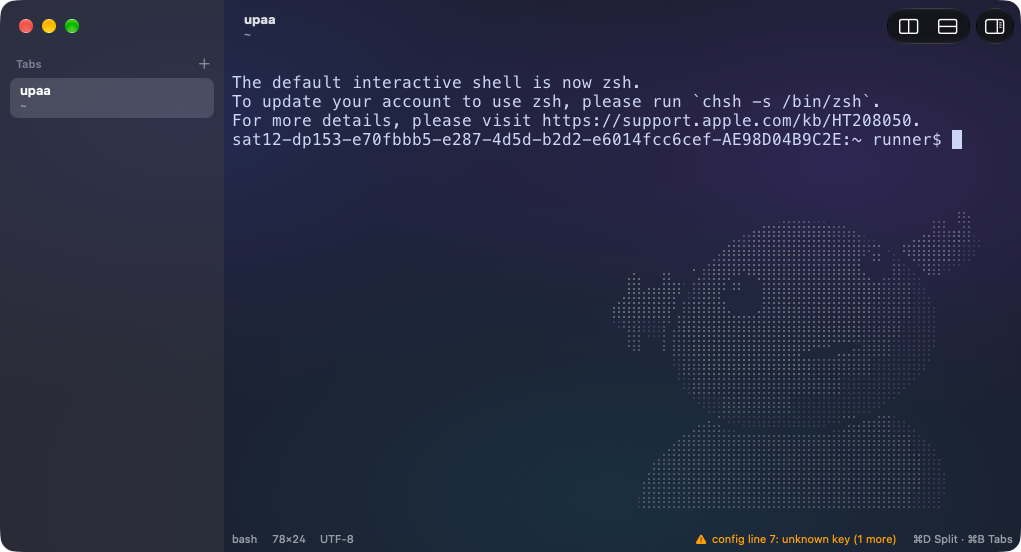 upaa
~
Tabs
upaa
~
The default interactive shell is now zsh.
To update your account to use zsh, please run `chsh -s /bin/zsh`.
For more details, please visit https://support.apple.com/kb/HT208050.
sat12-dp153-e70fbbb5-e287-4d5d-b2d2-e6014fcc6cef-AE98D04B9C2E:~ runner$
bash 78×24 UTF-8 config line 7: unknown key (1 more) ⌘D Split · ⌘B Tabs